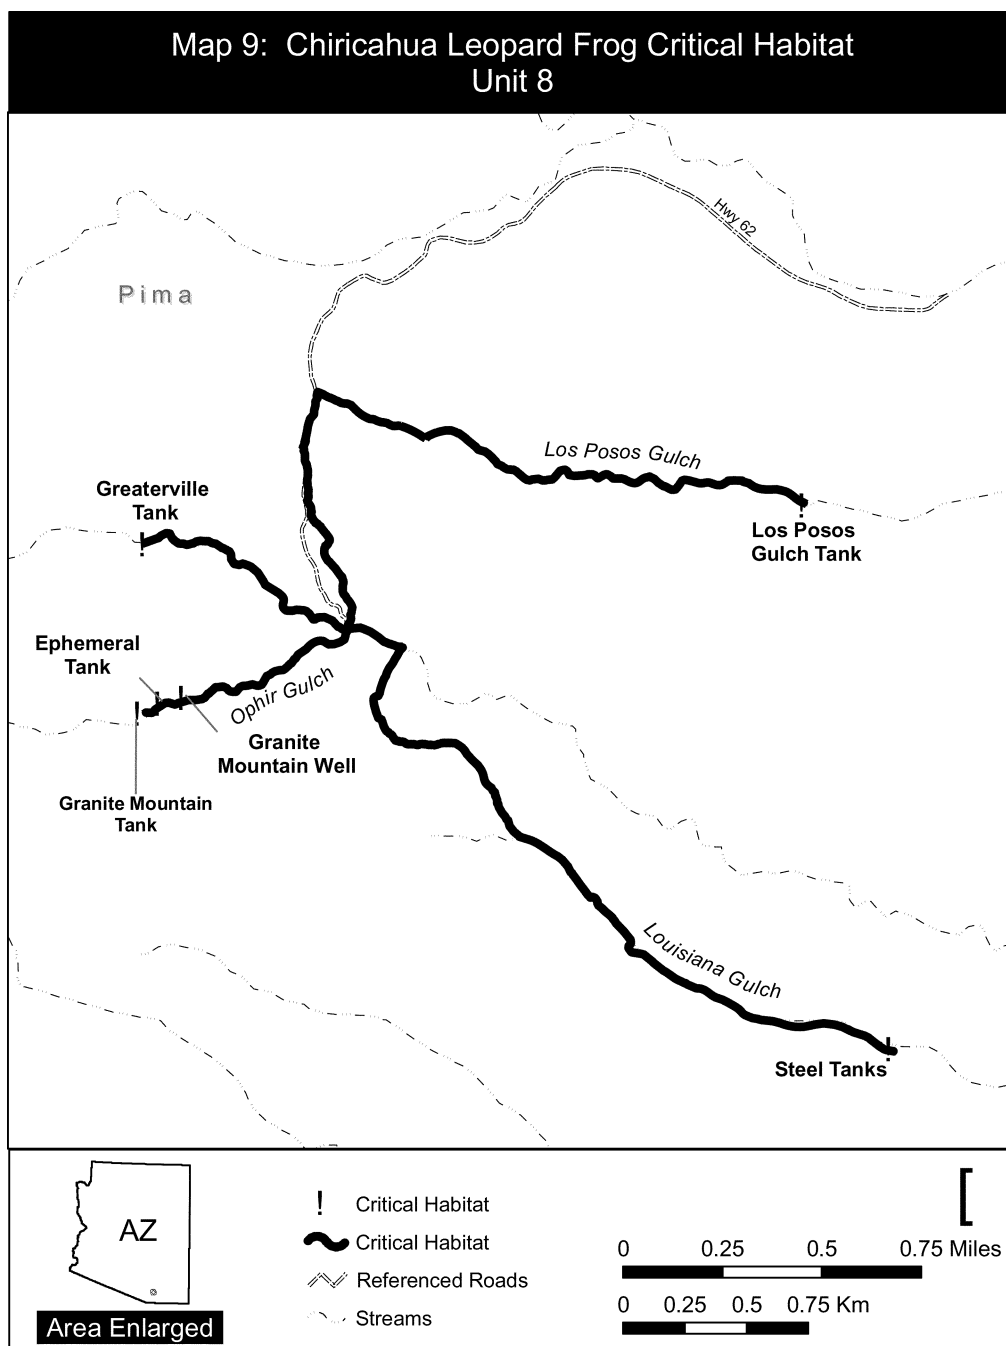 Map 9:  Chiricahua Leopard Frog Critical Habitat
Unit 8
Hwy 62
Pima
Los Posos Gulch
Greaterville
Tank
Los Posos
Gulch Tank
Ephemeral
Tank
Ophir Gulch
Granite
Mountain Well
Granite Mountain
Tank
Louisiana Gulch
Steel Tanks
AZ
Area Enlarged
! Critical Habitat
Critical Habitat
Referenced Roads
Streams
[
0 0.25 0.5 0.75 Miles
0 0.25 0.5 0.75 Km